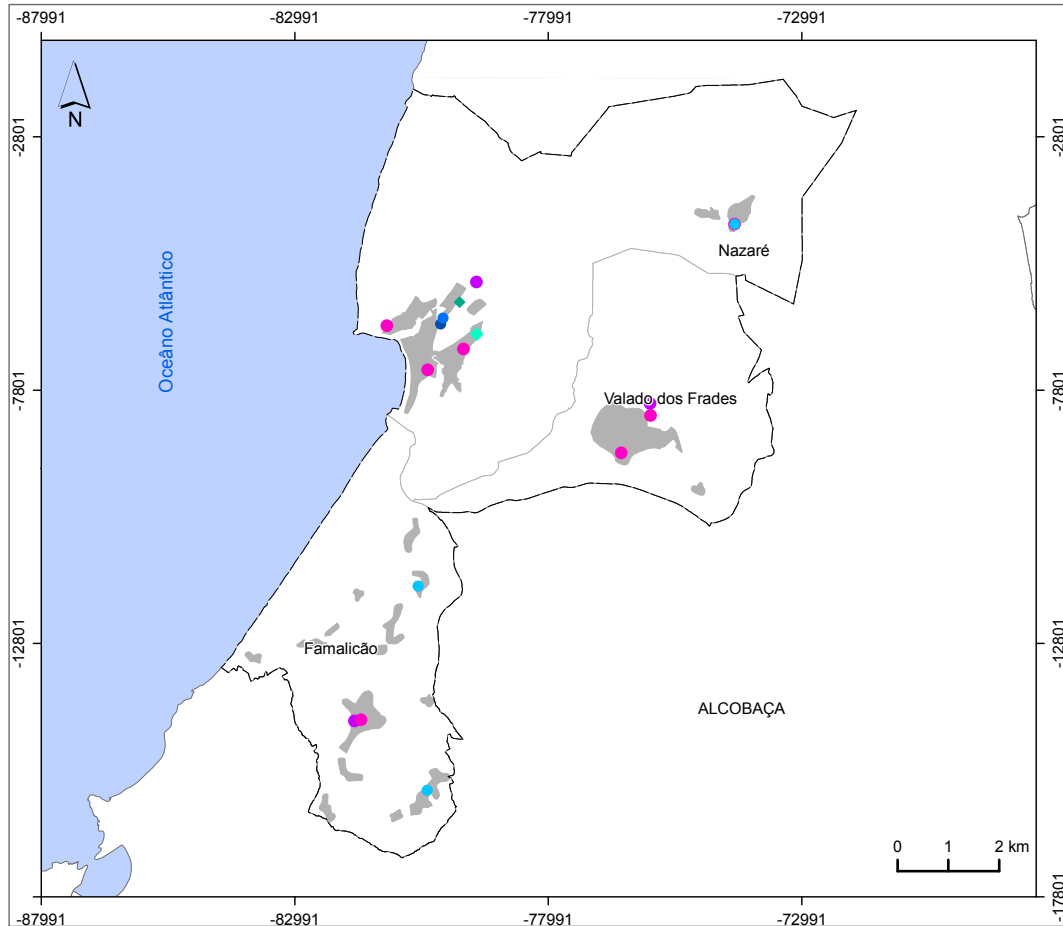 -87991 -82991 -77991 -72991
N
-2801 -2801
Oceâno Atlântico
Nazaré
-7801 -7801
Valado dos Frades
-12801 -12801
Famalicão
ALCOBAÇA
0 1 2 km
-17801
-87991 -82991 -77991 -72991